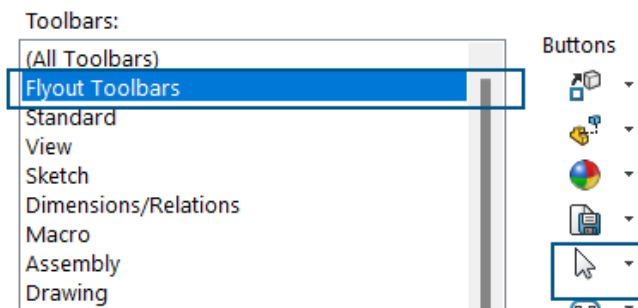 Toolbars:
Buttons
(All Toolbars)
Flyout Toolbars
Standard
View
Sketch
Dimensions/Relations
Macro
Assembly
Drawing